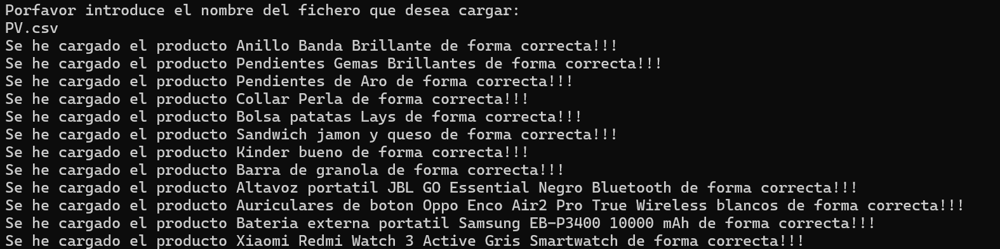 Porfavor introduce el nombre del fichero que desea cargar:
PV.csv
Se he cargado el producto Anillo Banda Brillante de forma correcta!!!
Se he cargado el producto Pendientes Gemas Brillantes de forma correcta!!!
Se he cargado el producto Pendientes de Aro de forma correcta!!!
Se he cargado el producto Collar Perla de forma correcta!!!
Se he cargado el producto Bolsa patatas Lays de forma correcta!!!
Se he cargado el producto Sandwich jamon y queso de forma correcta!!!
Se he cargado el producto Kinder bueno de forma correcta!!!
Se he cargado el producto Barra de granola de forma correcta!!!
Se he cargado el producto Altavoz portatil JBL GO Essential Negro Bluetooth de forma correcta!!!
Se he cargado el producto Auriculares de boton Oppo Enco Air2 Pro True Wireless blancos de forma correcta!!!
Se he cargado el producto Bateria externa portatil Samsung EB-P3400 10000 mAh de forma correcta!!!
Se he cargado el producto Xiaomi Redmi Watch 3 Active Gris Smartwatch de forma correcta!!!